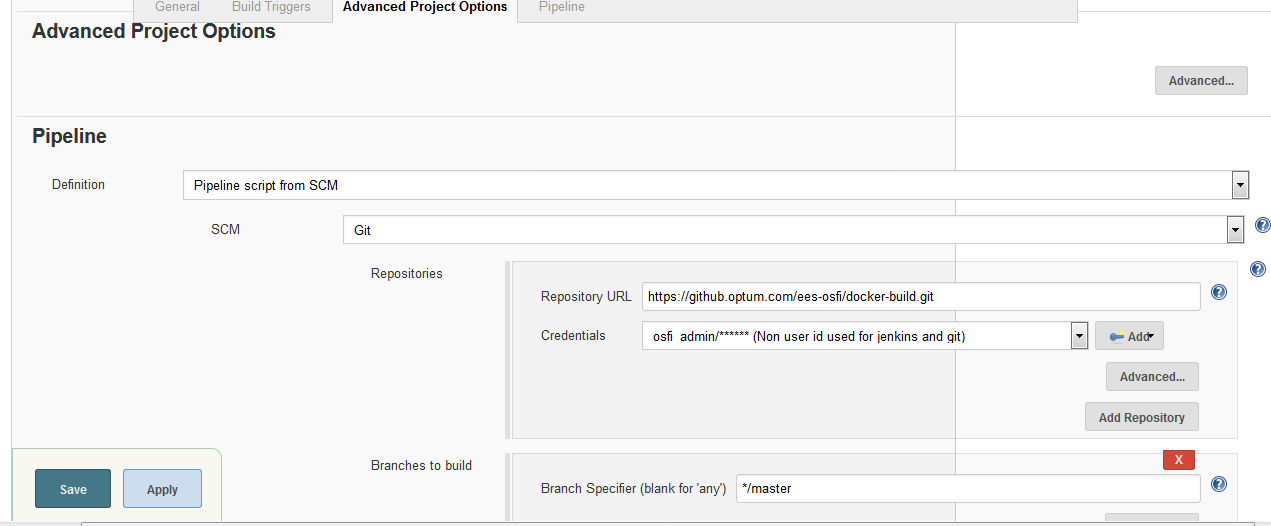 General Build Triggers Advanced Project Options Pipeline
Advanced Project Options
Advanced...
Pipeline
Definition Pipeline script from SCM
SCM Git ?
Repositories ?
Repository URL https://github.optum.com/ees-osfi/docker-build.git ?
Credentials osfi_admin/****** (Non user id used for jenkins and git) Add
Advanced...
Add Repository
Branches to build X
Branch Specifier (blank for 'any') */master ?
Save Apply